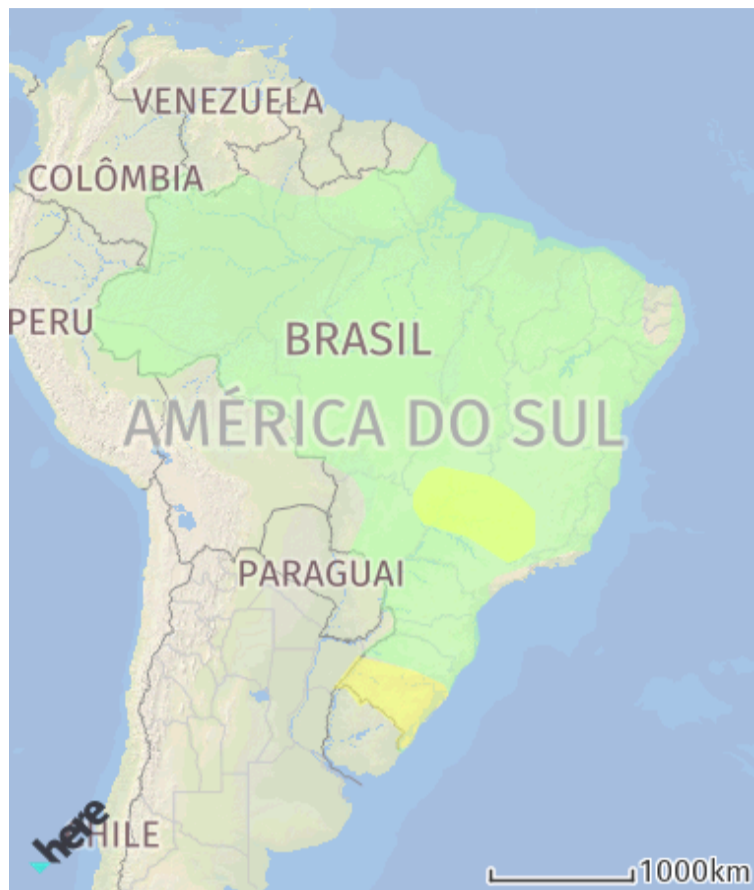 VENEZUELA
COLÔMBIA
PERU
BRASIL
AMÉRICA DO SUL
PARAGUAI
HILE
here
1000km